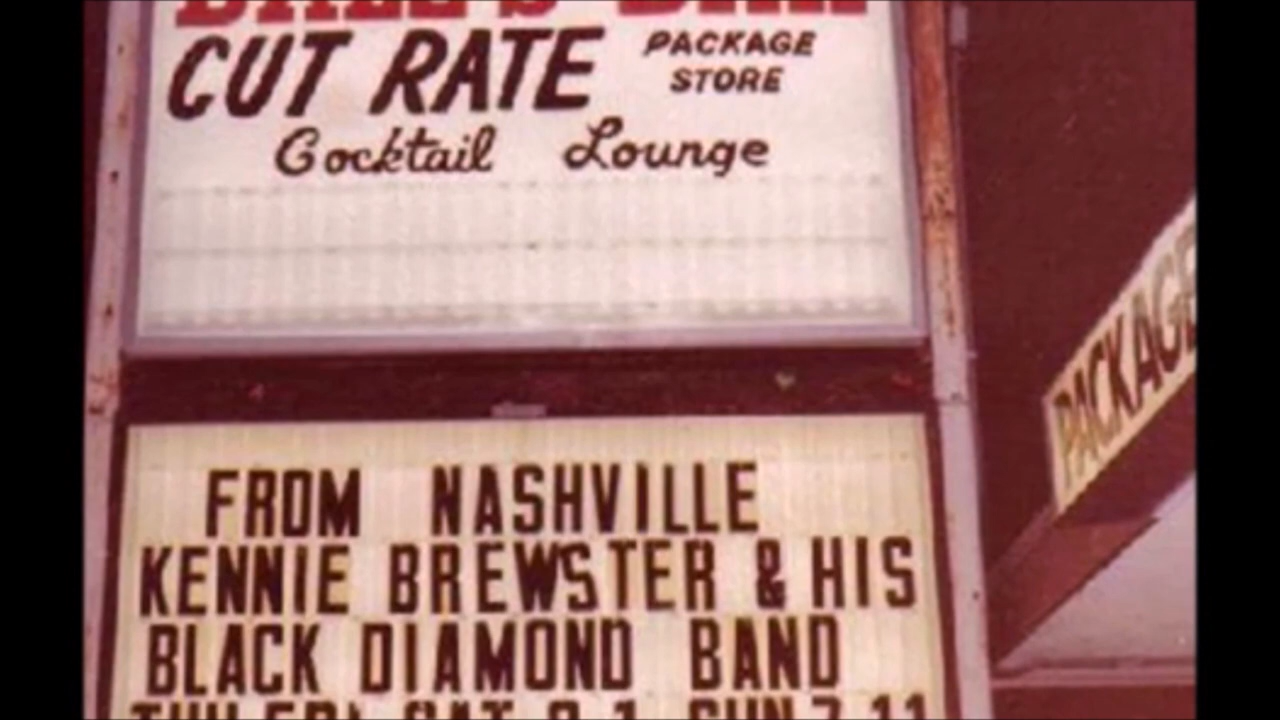 CUT RATE PACKAGE
STORE
Cocktail Lounge
PACKAGE
FROM NASHVILLE
KENNIE BREWSTER & HIS
BLACK DIAMOND BAND